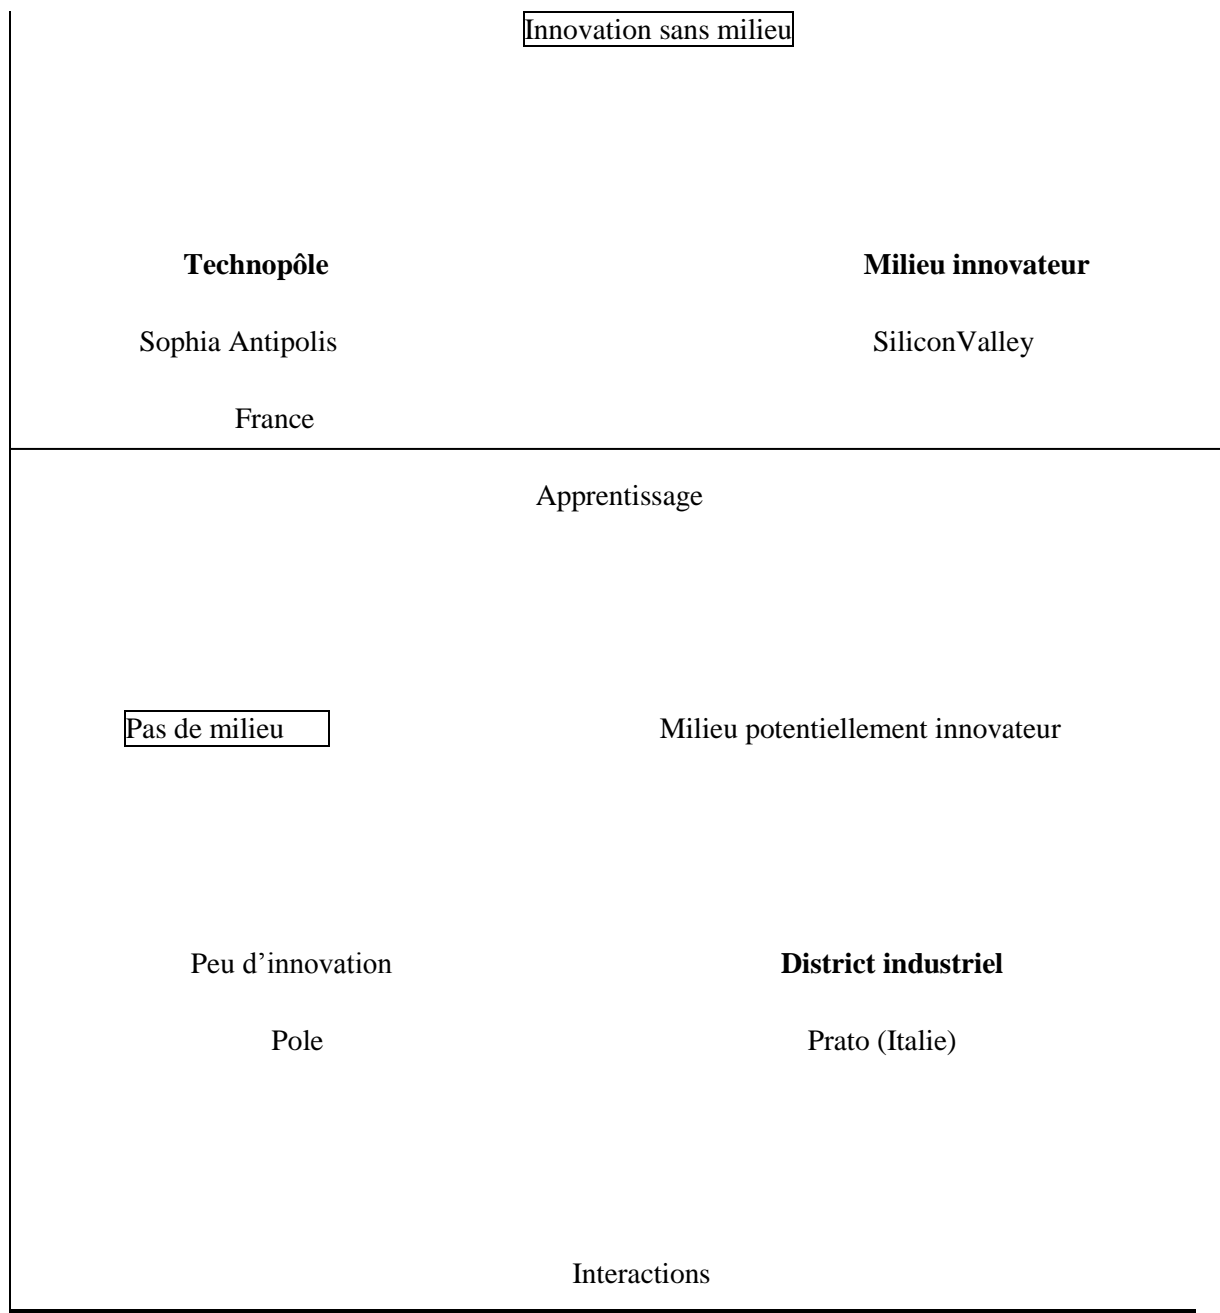 Innovation sans milieu
Technopôle Milieu innovateur
Sophia Antipolis SiliconValley
France
Apprentissage
Pas de milieu Milieu potentiellement innovateur
Peu d’innovation District industriel
Pole Prato (Italie)
Interactions